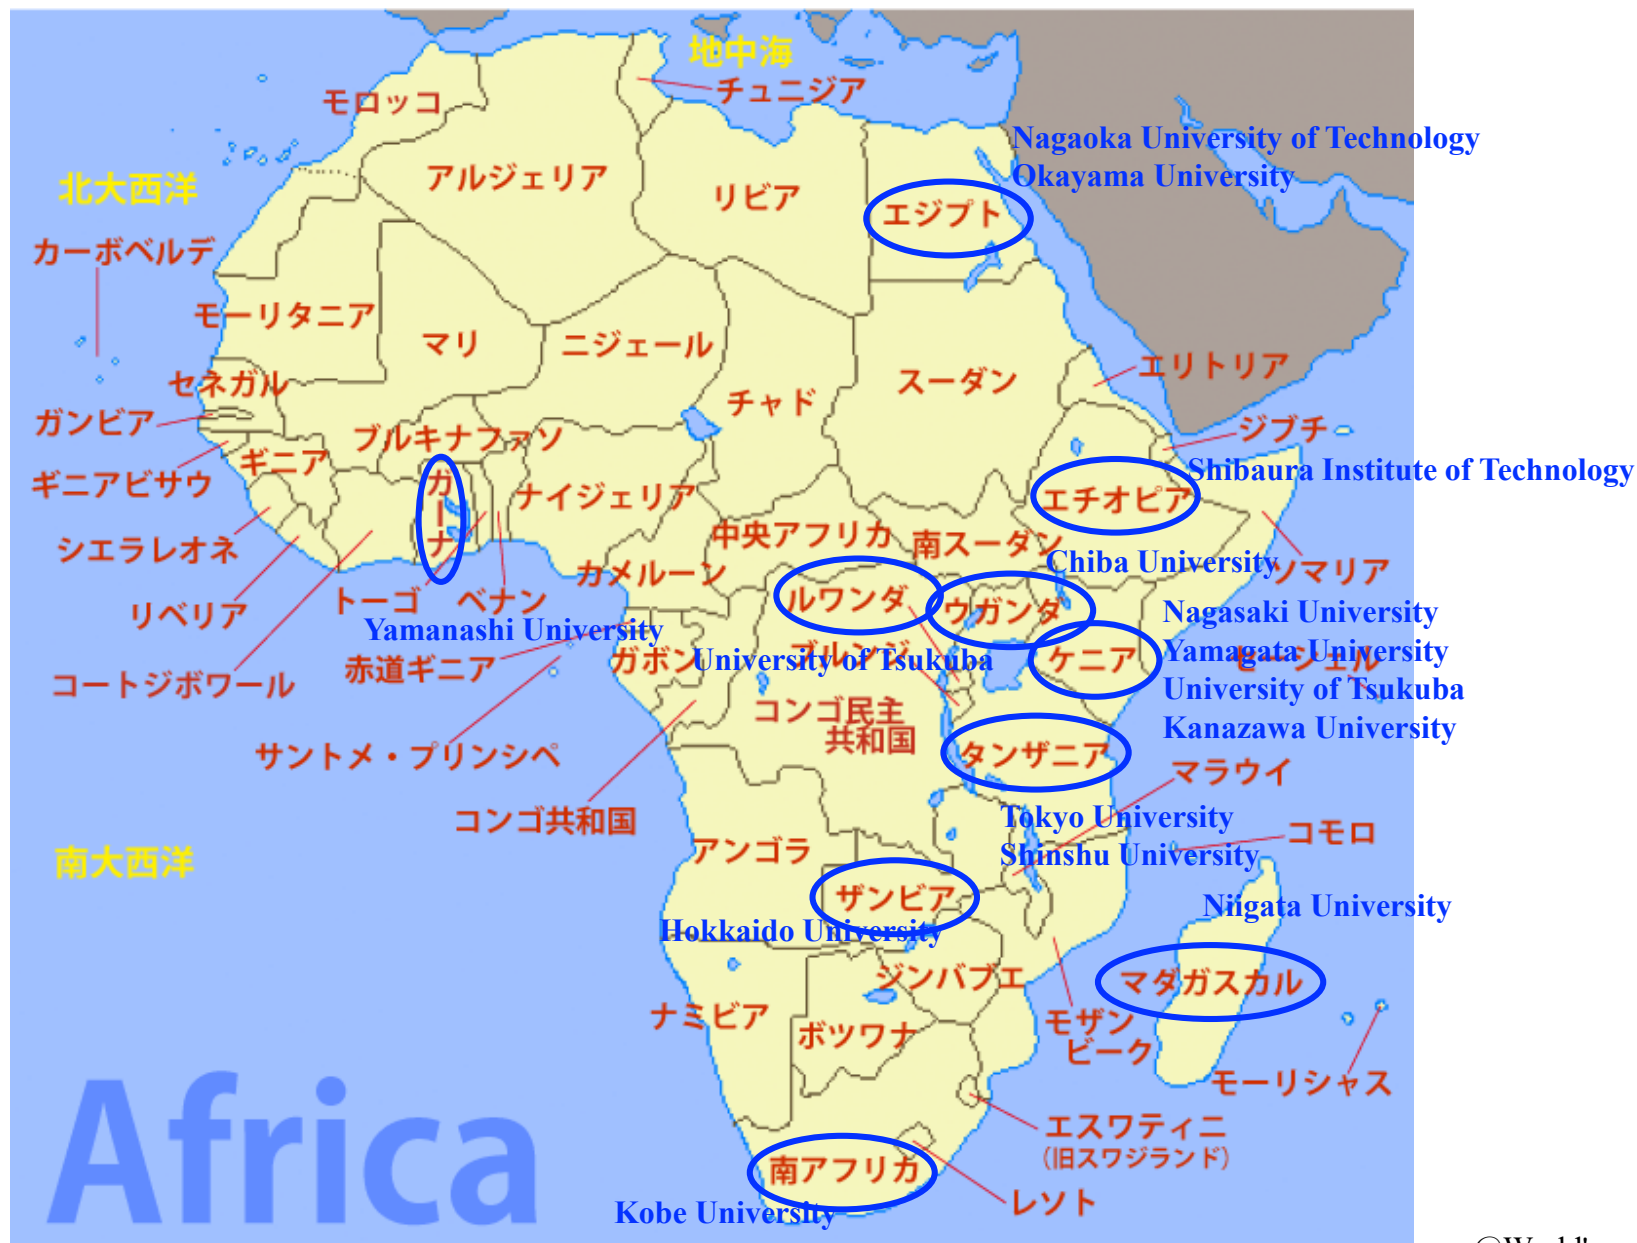 地中海
チュニジア
モロッコ
Nagaoka University of Technology
Okayama University
アルジェリア
リビア
エジプト
北大西洋
カーボベルデ
モーリタニア
マリ
ニジェール
エリトリア
セネガル
スーダン
チャド
ガンビア
ブルキナファソ
ジブチ
ギニア
Shibaura Institute of Technology
ギニアビサウ
ガーナ
ナイジェリア
エチオピア
シエラレオネ
中央アフリカ
南スーダン
Chiba University
カメルーン
ソマリア
リベリア
トーゴ
ベナン
ルワンダ
ウガンダ
Nagasaki University
Yamanashi University
ブルンジ
ケニア
Yamagata University
セーシェル
赤道ギニア
ガボン
University of Tsukuba
University of Tsukuba
コートジボワール
コンゴ民主
共和国
Kanazawa University
サントメ・プリンシペ
タンザニア
マラウイ
コンゴ共和国
Tokyo University
コモロ
アンゴラ
Shinshu University
南大西洋
ザンビア
Niigata University
Hokkaido University
ジンバブエ
マダガスカル
ナミビア
ボツワナ
モザン
ビーク
モーリシャス
エスワティニ
(旧スワジランド)
Africa
南アフリカ
レソト
Kobe University